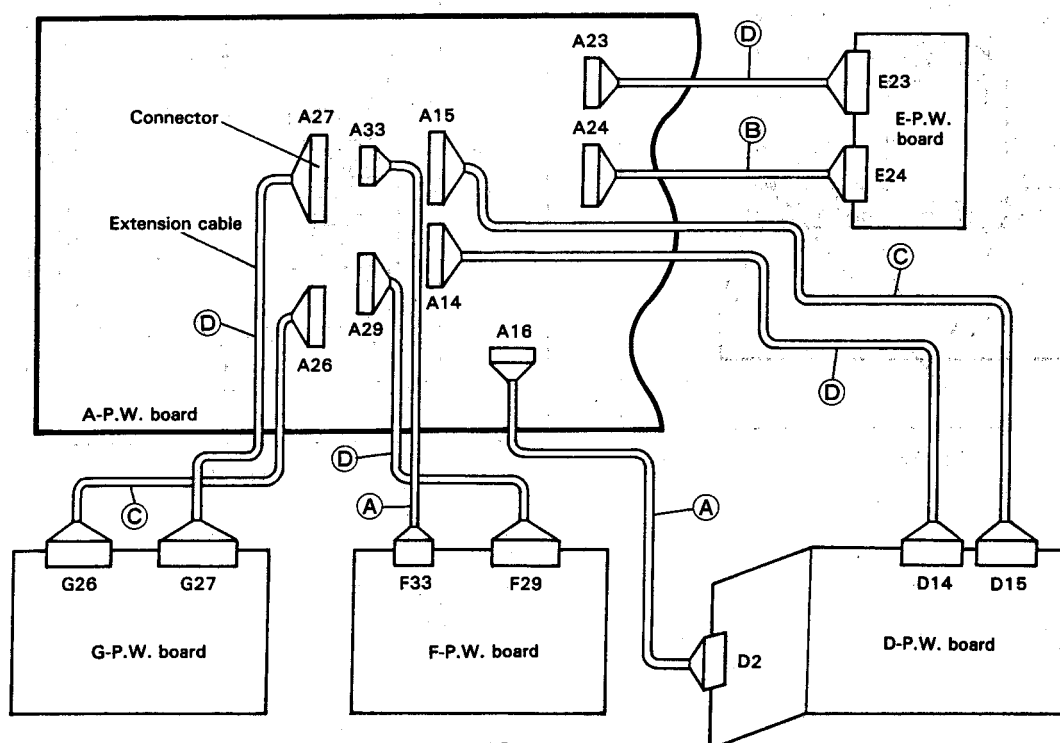 D
A23
E23
Connector
A27
A33
A15
A24
B
E-P.W.
board
E24
Extension cable
C
D
A29
A14
A26
A16
D
A-P.W. board
D
C
A
A
G26
G27
F33
F29
D14
D15
G-P.W. board
F-P.W. board
D2
D-P.W. board